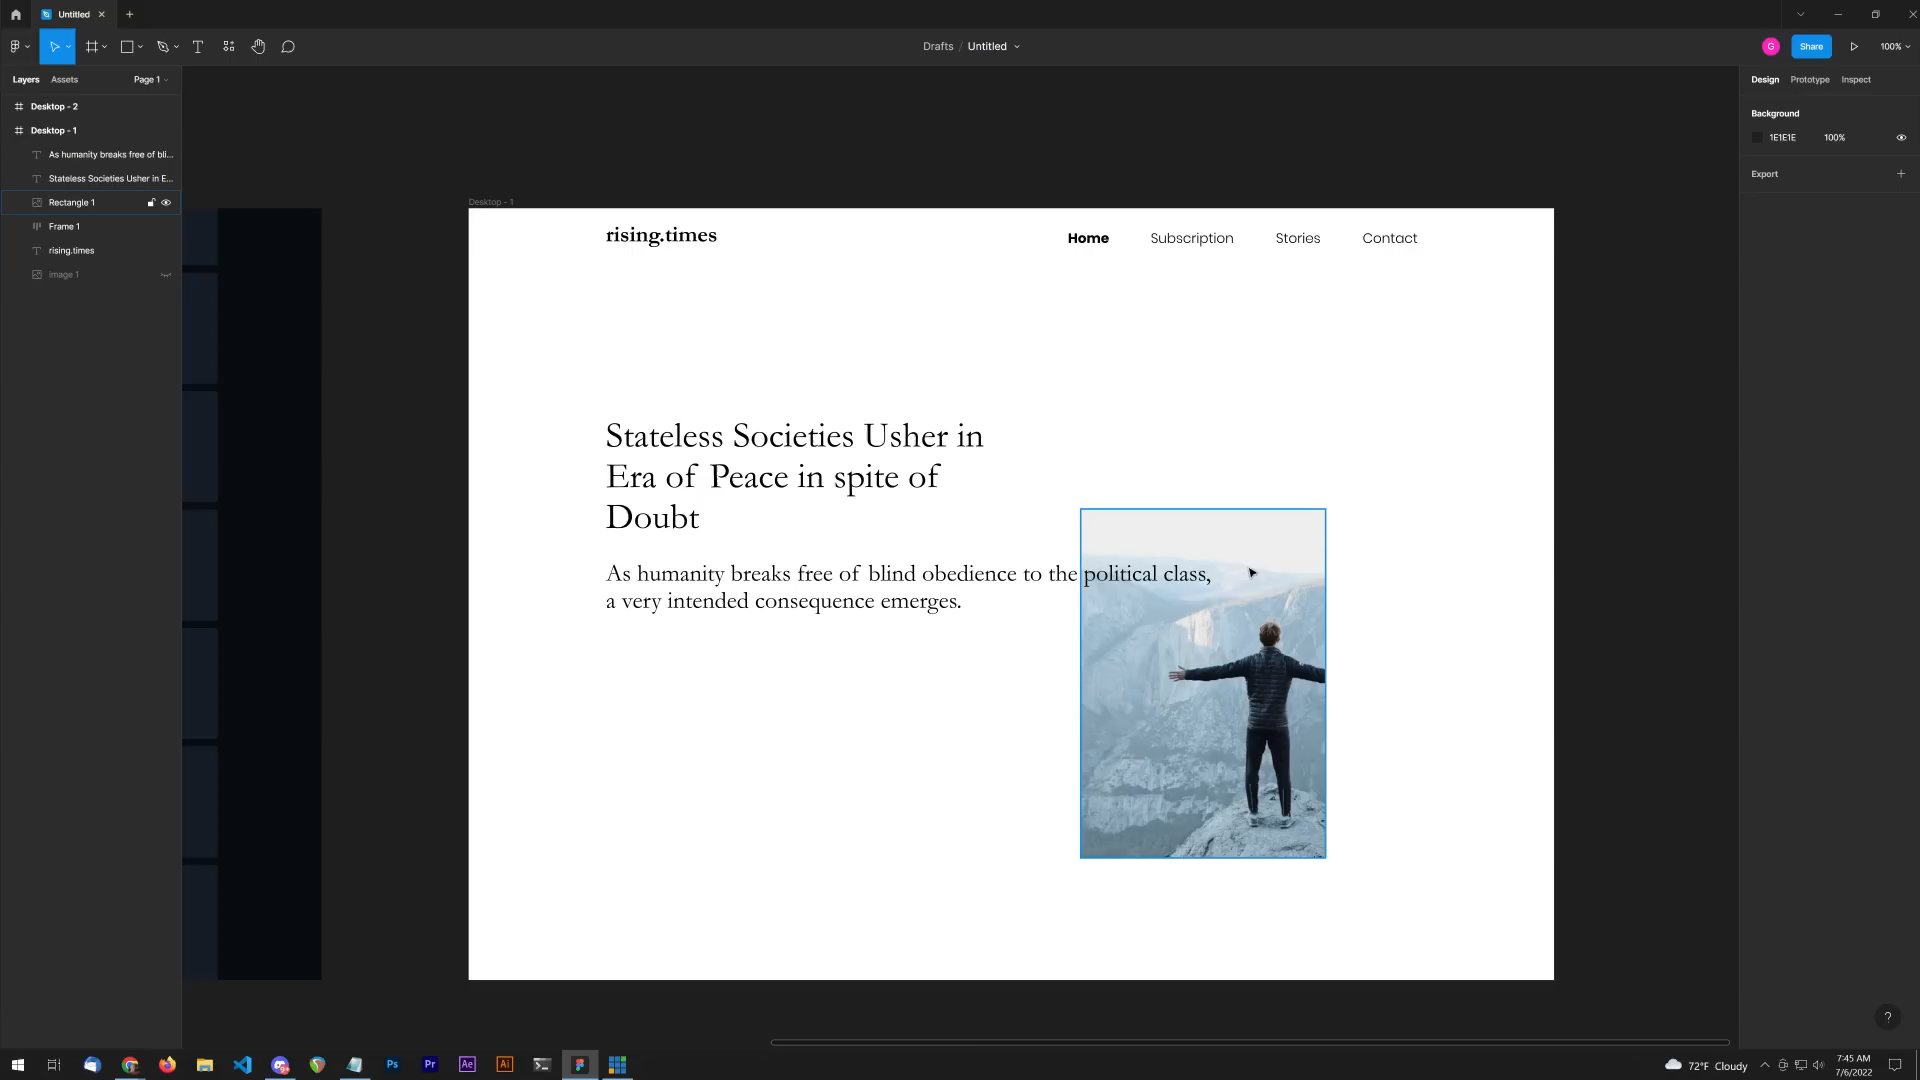 Untitled
Drafts / Untitled
G
Share
100%
Layers
Assets
Page 1
Design
Prototype
Inspect
Desktop - 2
Desktop - 1
As humanity breaks free of bli...
Stateless Societies Usher in E...
Rectangle 1
Frame 1
rising.times
image 1
Background
1E1E1E
100%
Export
Desktop - 1
rising.times
Home
Subscription
Stories
Contact
Stateless Societies Usher in
Era of Peace in spite of
Doubt
As humanity breaks free of blind obedience to the political class,
a very intended consequence emerges.
?
Ps
Pr
Ae
Ai
72°F Cloudy
7:45 AM
7/6/2022